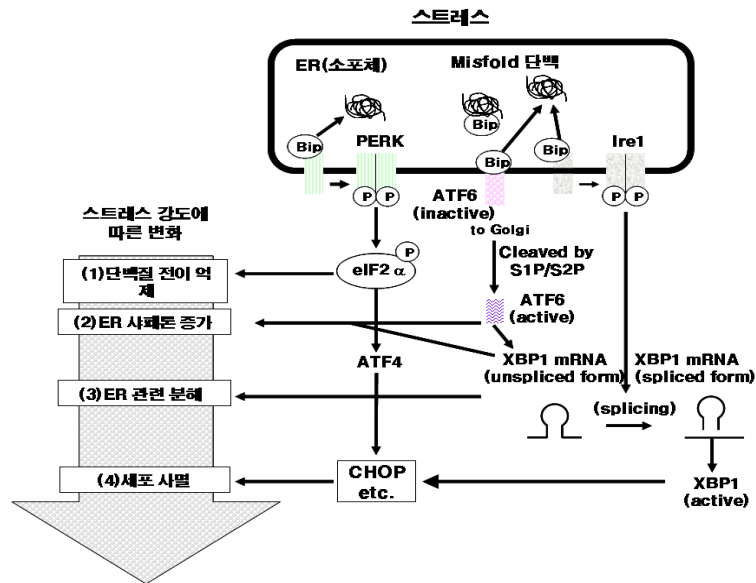 스트레스
ER(소포체)
Misfold 단백
Bip
Bip
PERK
Bip
Bip
Ire1
P
P
P
P
스트레스 강도에
따른 변화
ATF6
(inactive)
to Golgi
Cleaved by
S1P/S2P
P
eIF2 α
(1)단백질 전이 억
제
ATF6
(active)
(2)ER 샤페론 증가
ATF4
XBP1 mRNA
(unspliced form)
XBP1 mRNA
(spliced form)
(3)ER 관련 분해
(splicing)
(4)세포 사멸
CHOP
etc.
XBP1
(active)